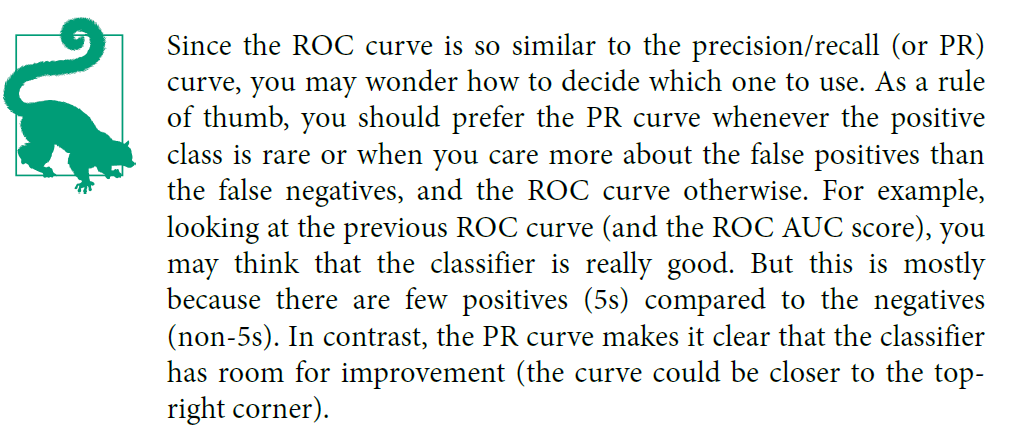 Since the ROC curve is so similar to the precision/recall (or PR)
curve, you may wonder how to decide which one to use. As a rule
of thumb, you should prefer the PR curve whenever the positive
class is rare or when you care more about the false positives than
the false negatives, and the ROC curve otherwise. For example,
looking at the previous ROC curve (and the ROC AUC score), you
may think that the classifier is really good. But this is mostly
because there are few positives (5s) compared to the negatives
(non-5s). In contrast, the PR curve makes it clear that the classifier
has room for improvement (the curve could be closer to the top-
right corner).